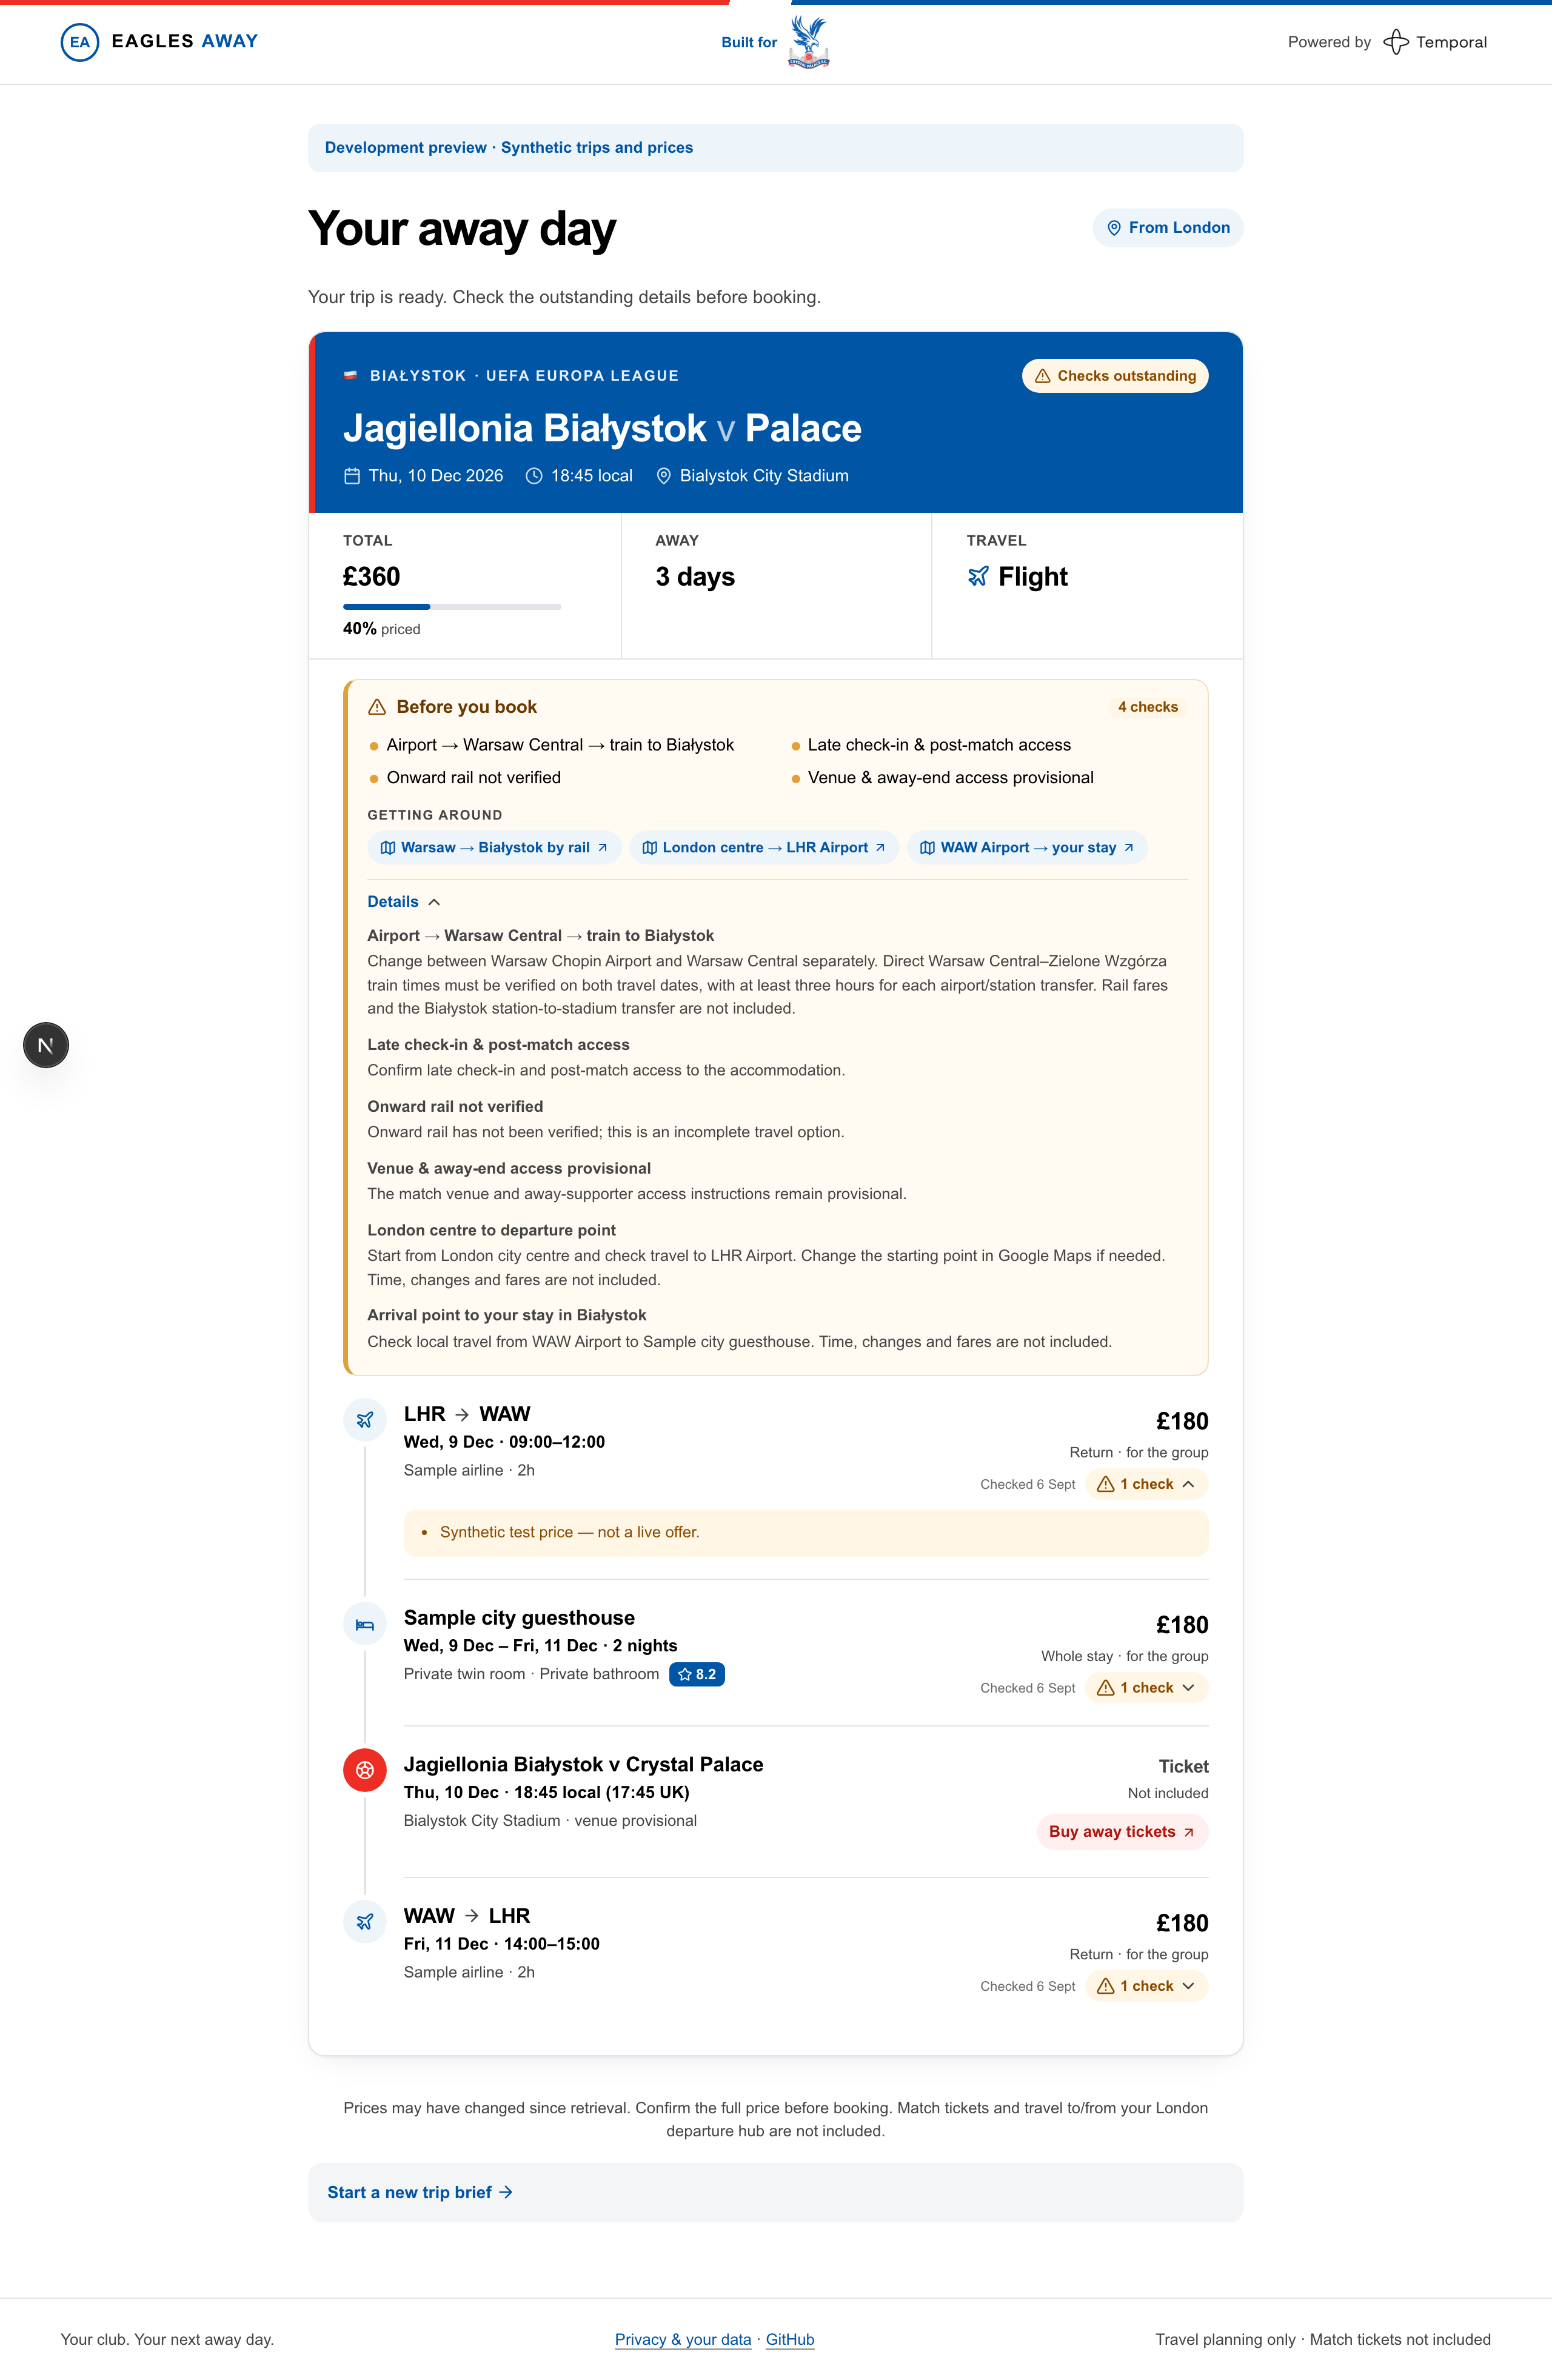 EA EAGLES AWAY
Built for
Powered by Temporal
Development preview · Synthetic trips and prices
Your away day
From London
Your trip is ready. Check the outstanding details before booking.
BIAŁYSTOK · UEFA EUROPA LEAGUE
Checks outstanding
Jagiellonia Białystok v Palace
Thu, 10 Dec 2026 18:45 local Bialystok City Stadium
TOTAL
£360
40% priced
AWAY
3 days
TRAVEL
Flight
Before you book
4 checks
Airport → Warsaw Central → train to Białystok
Late check-in & post-match access
Onward rail not verified
Venue & away-end access provisional
GETTING AROUND
Warsaw → Białystok by rail
London centre → LHR Airport
WAW Airport → your stay
Details
Airport → Warsaw Central → train to Białystok
Change between Warsaw Chopin Airport and Warsaw Central separately. Direct Warsaw Central–Zielone Wzgórza
train times must be verified on both travel dates, with at least three hours for each airport/station transfer. Rail fares
and the Białystok station-to-stadium transfer are not included.
Late check-in & post-match access
Confirm late check-in and post-match access to the accommodation.
Onward rail not verified
Onward rail has not been verified; this is an incomplete travel option.
Venue & away-end access provisional
The match venue and away-supporter access instructions remain provisional.
London centre to departure point
Start from London city centre and check travel to LHR Airport. Change the starting point in Google Maps if needed.
Time, changes and fares are not included.
Arrival point to your stay in Białystok
Check local travel from WAW Airport to Sample city guesthouse. Time, changes and fares are not included.
N
LHR → WAW
Wed, 9 Dec · 09:00–12:00
Sample airline · 2h
£180
Return · for the group
Checked 6 Sept
1 check
• Synthetic test price — not a live offer.
Sample city guesthouse
Wed, 9 Dec – Fri, 11 Dec · 2 nights
Private twin room · Private bathroom 8.2
£180
Whole stay · for the group
Checked 6 Sept
1 check
Jagiellonia Białystok v Crystal Palace
Thu, 10 Dec · 18:45 local (17:45 UK)
Bialystok City Stadium · venue provisional
Ticket
Not included
Buy away tickets
WAW → LHR
Fri, 11 Dec · 14:00–15:00
Sample airline · 2h
£180
Return · for the group
Checked 6 Sept
1 check
Prices may have changed since retrieval. Confirm the full price before booking. Match tickets and travel to/from your London
departure hub are not included.
Start a new trip brief →
Your club. Your next away day.
Privacy & your data · GitHub
Travel planning only · Match tickets not included